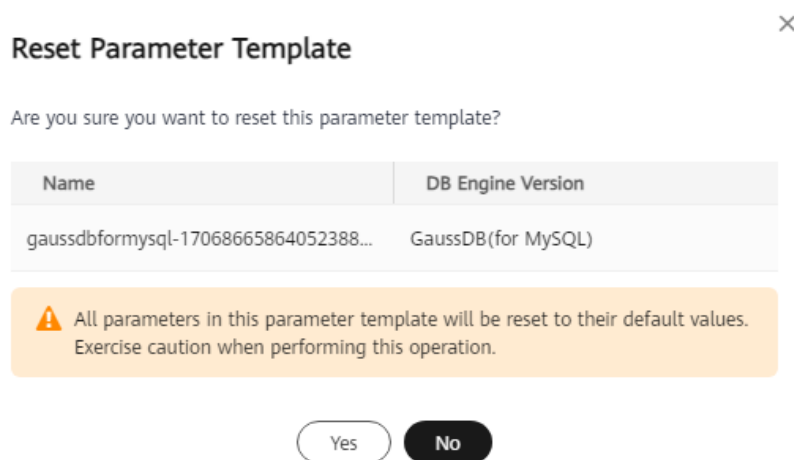 Reset Parameter Template
Are you sure you want to reset this parameter template?
Name DB Engine Version
gaussdbformysql-17068665864052388... GaussDB(for MySQL)
All parameters in this parameter template will be reset to their default values.
Exercise caution when performing this operation.
Yes No